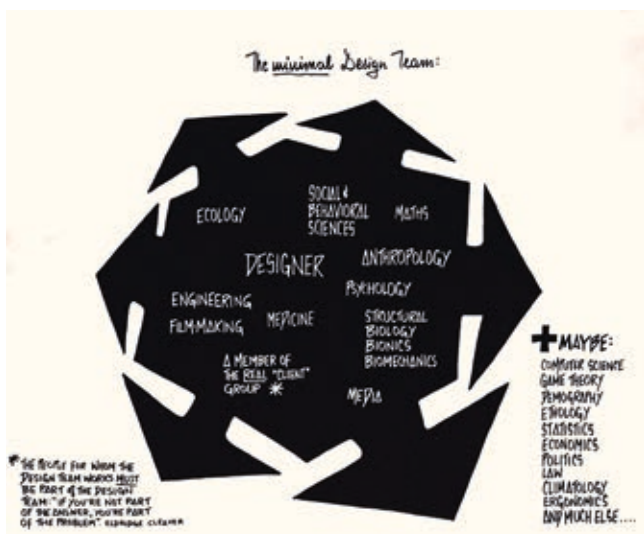 The minimal Design Team:
ECOLOGY
SOCIAL &
BEHAVIORAL
SCIENCES
MATHS
DESIGNER
ANTHROPOLOGY
PSYCHOLOGY
ENGINEERING
FILMMAKING
MEDICINE
STRUCTURAL
BIOLOGY
BIONICS
BIOMECHANICS
A MEMBER OF
THE REAL "CLIENT"
GROUP *
MEDIA
+ MAYBE:
COMPUTER SCIENCE
GAME THEORY
DEMOGRAPHY
ETHOLOGY
STATISTICS
ECONOMICS
POLITICS
LAW
CLIMATOLOGY
ERGONOMICS
AND MUCH ELSE....
* THE PEOPLE FOR WHOM THE
DESIGN TEAM WORKS MUST
BE PART of the DESIGN
TEAM: "IF YOU'RE NOT PART
OF THE ANSWER, YOU'RE PART
OF THE PROBLEM". ELDRIDGE CLEAVER